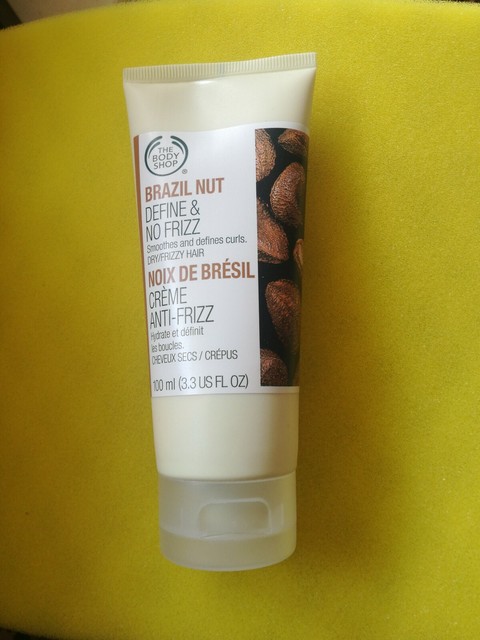 THE
BODY
SHOP
®
BRAZIL NUT
DEFINE &
NO FRIZZ
Smoothes and defines curls.
DRY/FRIZZY HAIR
NOIX DE BRÉSIL
CRÈME
ANTI-FRIZZ
Hydrate et définit
les boucles.
CHEVEUX SECS / CRÉPUS
100 ml (3.3 US FL OZ)